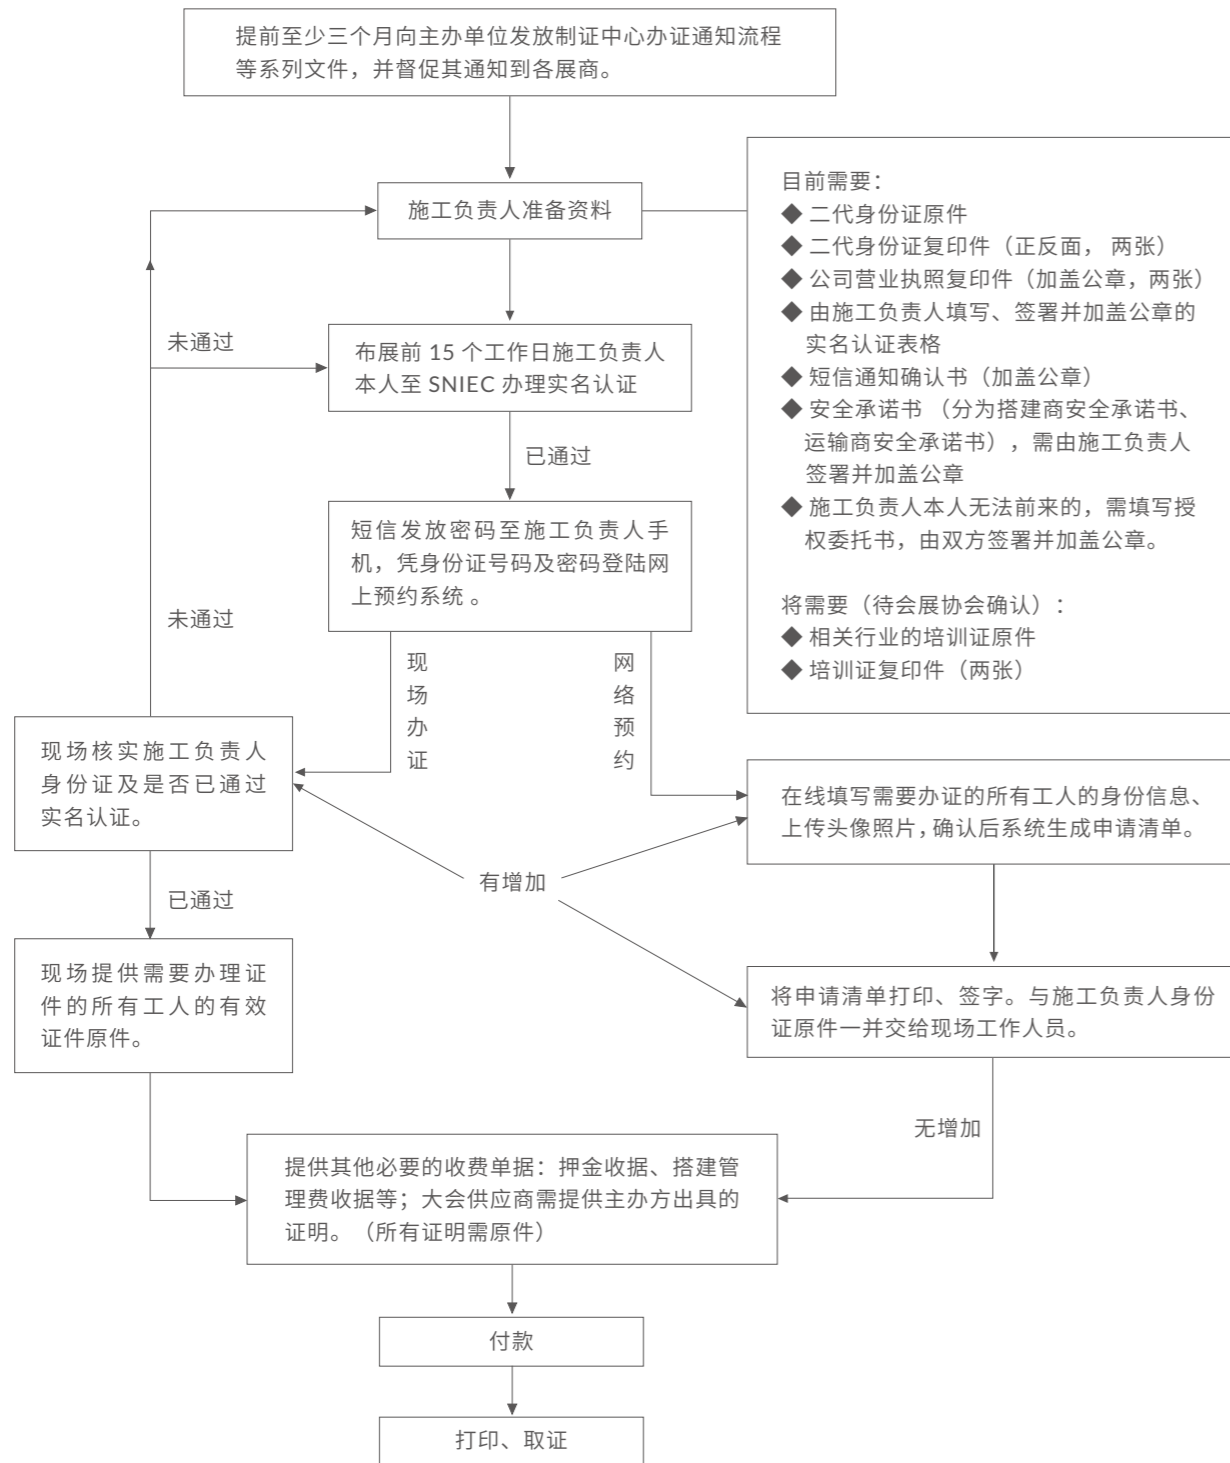 提前至少三个月向主办单位发放制证中心办证通知流程
等系列文件，并督促其通知到各展商。
施工负责人准备资料
目前需要：
◆ 二代身份证原件
◆ 二代身份证复印件（正反面， 两张）
◆ 公司营业执照复印件（加盖公章，两张）
◆ 由施工负责人填写、签署并加盖公章的
实名认证表格
◆ 短信通知确认书（加盖公章）
◆ 安全承诺书 （分为搭建商安全承诺书、
运输商安全承诺书），需由施工负责人
签署并加盖公章
◆ 施工负责人本人无法前来的，需填写授
权委托书，由双方签署并加盖公章。
将需要（待会展协会确认）：
◆ 相关行业的培训证原件
◆ 培训证复印件（两张）
未通过
布展前 15 个工作日施工负责人
本人至 SNIEC 办理实名认证
已通过
短信发放密码至施工负责人手
机，凭身份证号码及密码登陆网
上预约系统 。
未通过
现场办证
网络预约
现场核实施工负责人
身份证及是否已通过
实名认证。
在线填写需要办证的所有工人的身份信息、
上传头像照片，确认后系统生成申请清单。
有增加
已通过
现场提供需要办理证
件的所有工人的有效
证件原件。
将申请清单打印、签字。与施工负责人身份
证原件一并交给现场工作人员。
无增加
提供其他必要的收费单据：押金收据、搭建管
理费收据等；大会供应商需提供主办方出具的
证明。（所有证明需原件）
付款
打印、取证